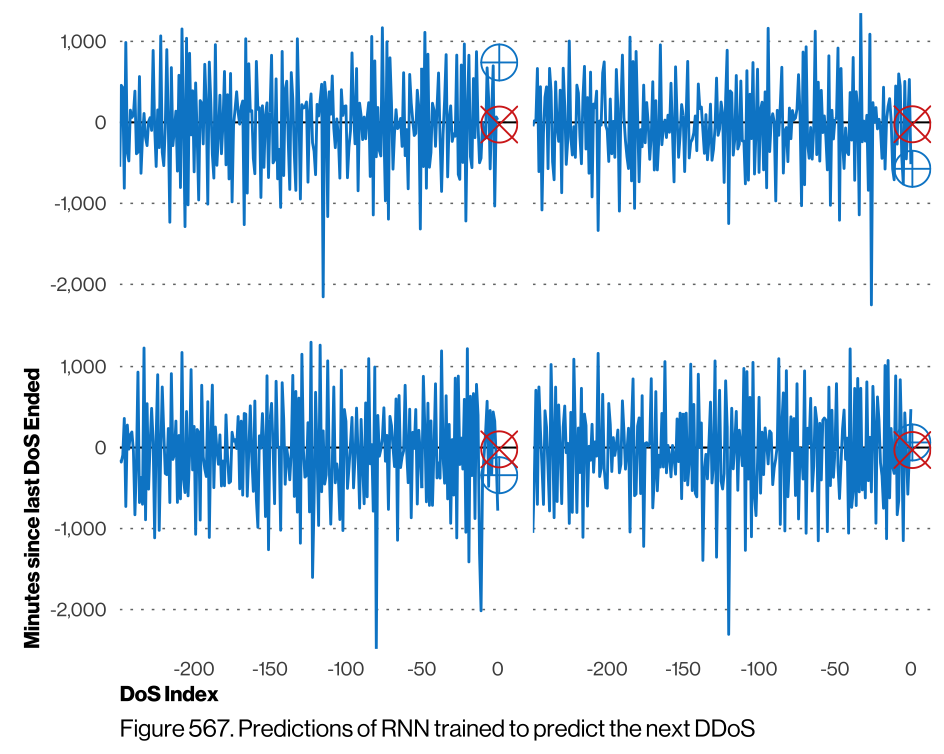 1,000
0
-1,000
-2,000
1,000
0
-1,000
-2,000
Minutes since last DoS Ended
-200 -150 -100 -50 0 -200 -150 -100 -50 0
DoS Index
Figure 567. Predictions of RNN trained to predict the next DDoS